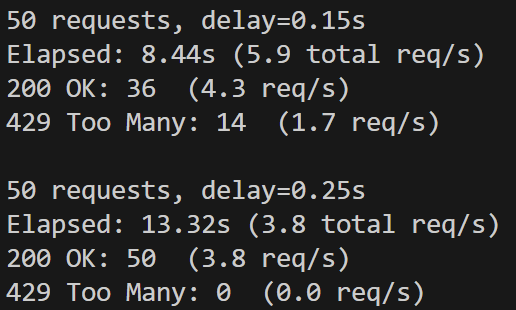 50 requests, delay=0.15s
Elapsed: 8.44s (5.9 total req/s)
200 OK: 36  (4.3 req/s)
429 Too Many: 14  (1.7 req/s)

50 requests, delay=0.25s
Elapsed: 13.32s (3.8 total req/s)
200 OK: 50  (3.8 req/s)
429 Too Many: 0  (0.0 req/s)